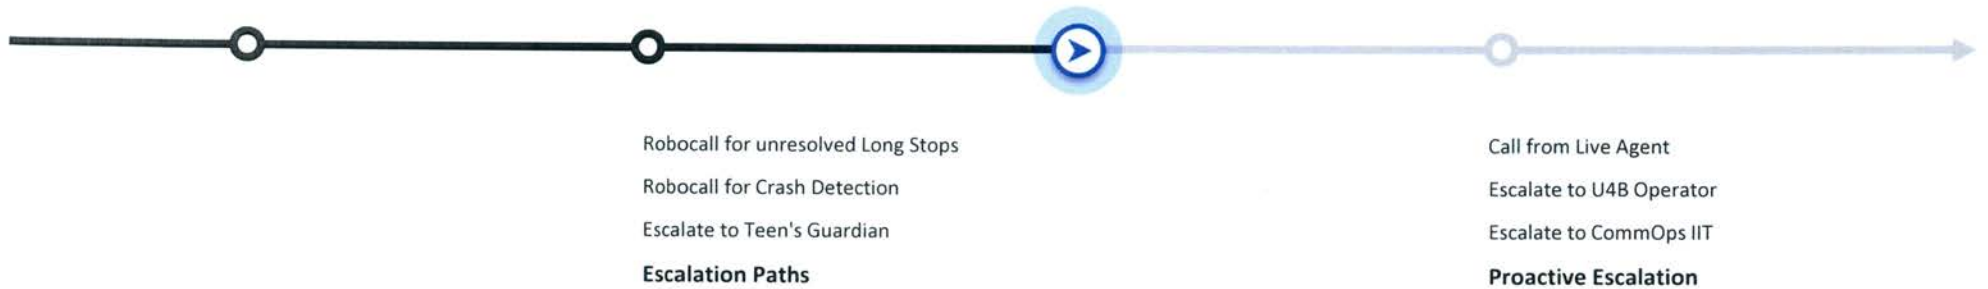 Robocall for unresolved Long Stops
Robocall for Crash Detection
Escalate to Teen's Guardian
Escalation Paths
Call from Live Agent
Escalate to U4B Operator
Escalate to CommOps IIT
Proactive Escalation